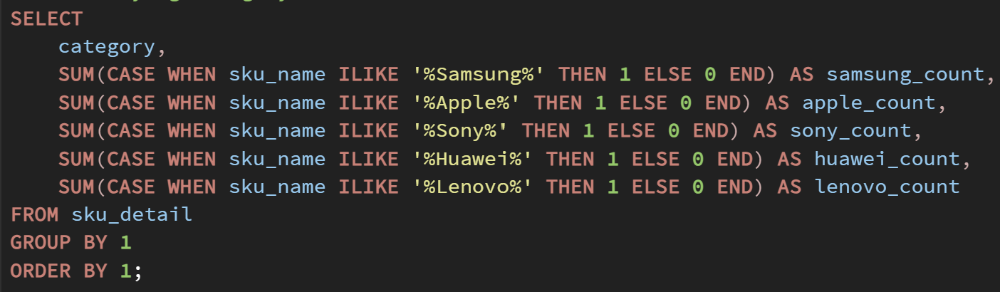 SELECT
    category,
    SUM(CASE WHEN sku_name ILIKE '%Samsung%' THEN 1 ELSE 0 END) AS samsung_count,
    SUM(CASE WHEN sku_name ILIKE '%Apple%' THEN 1 ELSE 0 END) AS apple_count,
    SUM(CASE WHEN sku_name ILIKE '%Sony%' THEN 1 ELSE 0 END) AS sony_count,
    SUM(CASE WHEN sku_name ILIKE '%Huawei%' THEN 1 ELSE 0 END) AS huawei_count,
    SUM(CASE WHEN sku_name ILIKE '%Lenovo%' THEN 1 ELSE 0 END) AS lenovo_count
FROM sku_detail
GROUP BY 1
ORDER BY 1;